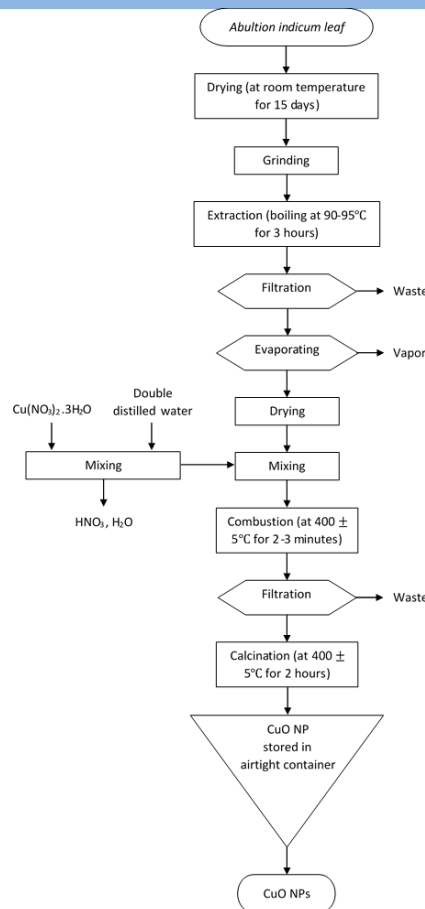 Abultion indicum leaf
Drying (at room temperature
for 15 days)
Grinding
Extraction (boiling at 90-95℃
for 3 hours)
Filtration
Waste
Evaporating
Vapor
Double
distilled water
Cu(NO₃)₂.3H₂O
Drying
Mixing
Mixing
HNO₃, H₂O
Combustion (at 400 ±
5℃ for 2-3 minutes)
Filtration
Waste
Calcination (at 400 ±
5℃ for 2 hours)
CuO NP
stored in
airtight container
CuO NPs